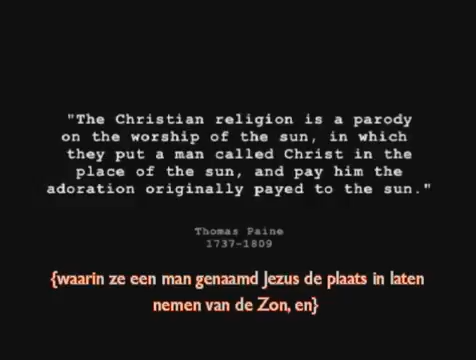 "The Christian religion is a parody
on the worship of the sun, in which
they put a man called Christ in the
place of the sun, and pay him the
adoration originally payed to the sun."
Thomas Paine
1737-1809
{waarin ze een man genaamd Jezus de plaats in laten
nemen van de Zon, en}